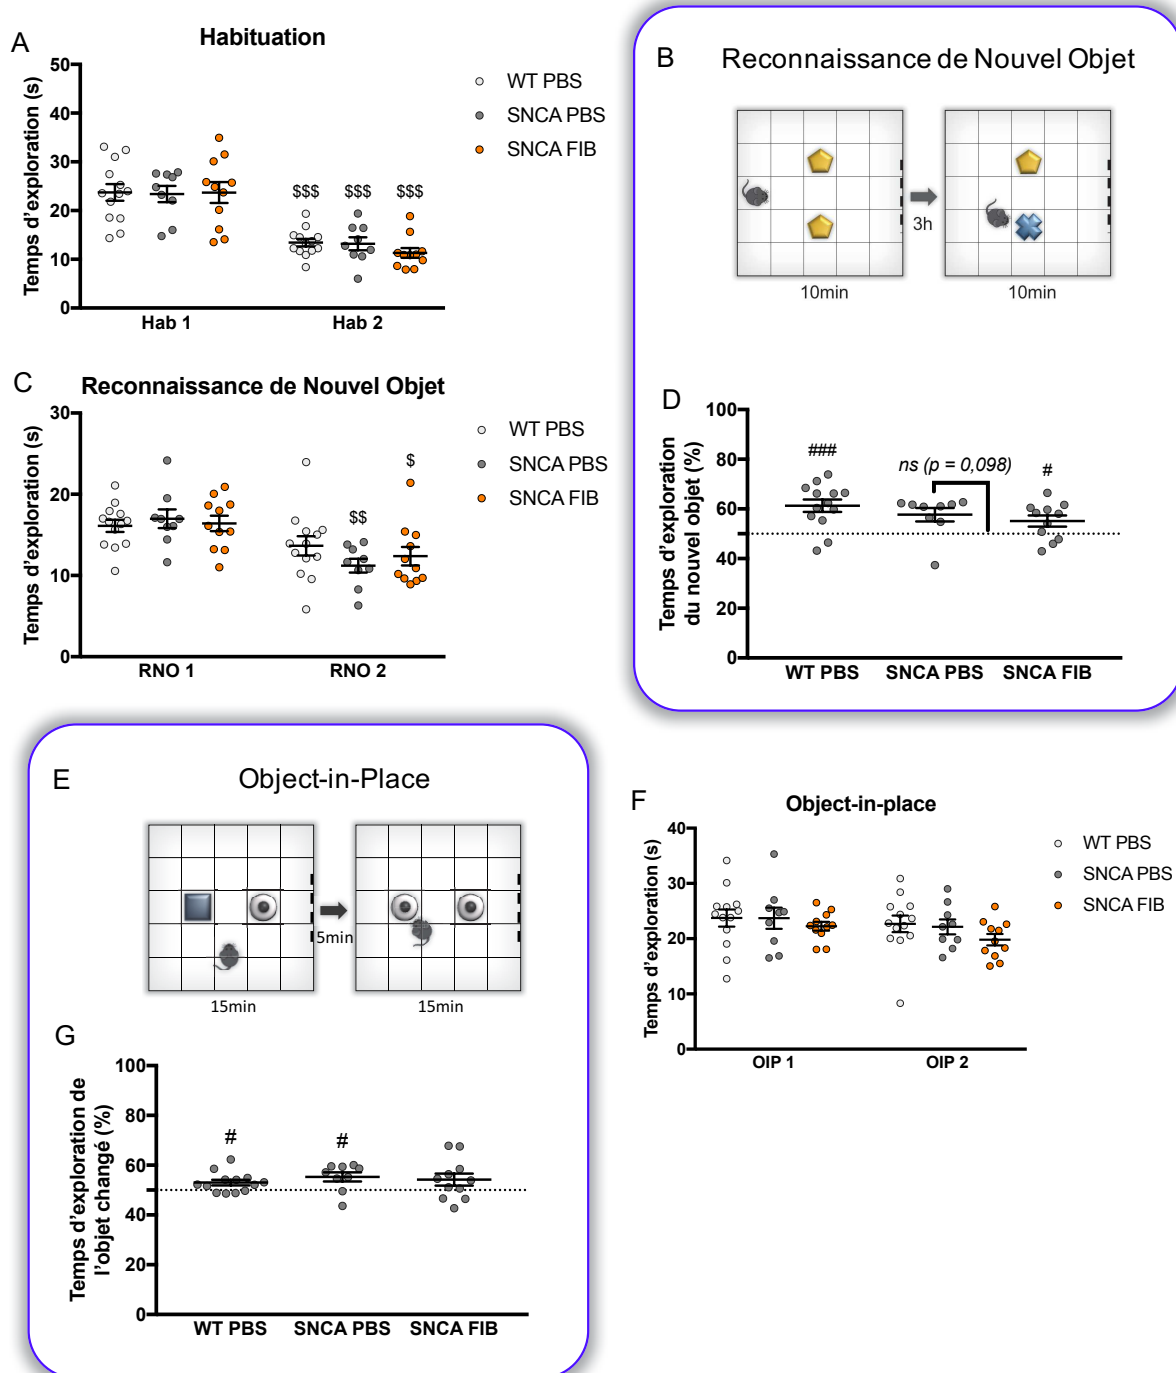 A
Habituation
Temps d'exploration (s)
50
40
30
20
10
0
$$$ $$$ $$$
Hab 1 Hab 2
WT PBS
SNCA PBS
SNCA FIB
B
Reconnaissance de Nouvel Objet
3h
10min 10min
C
Reconnaissance de Nouvel Objet
Temps d'exploration (s)
30
20
10
0
$$ $
RNO 1 RNO 2
WT PBS
SNCA PBS
SNCA FIB
D
Temps d'exploration
du nouvel objet (%)
100
80
60
40
20
0
### ns (p = 0,098) #
WT PBS SNCA PBS SNCA FIB
E
Object-in-Place
5min
15min 15min
F
Object-in-place
Temps d'exploration (s)
40
30
20
10
0
OIP 1 OIP 2
WT PBS
SNCA PBS
SNCA FIB
G
Temps d'exploration de
l'objet changé (%)
100
80
60
40
20
0
# #
WT PBS SNCA PBS SNCA FIB